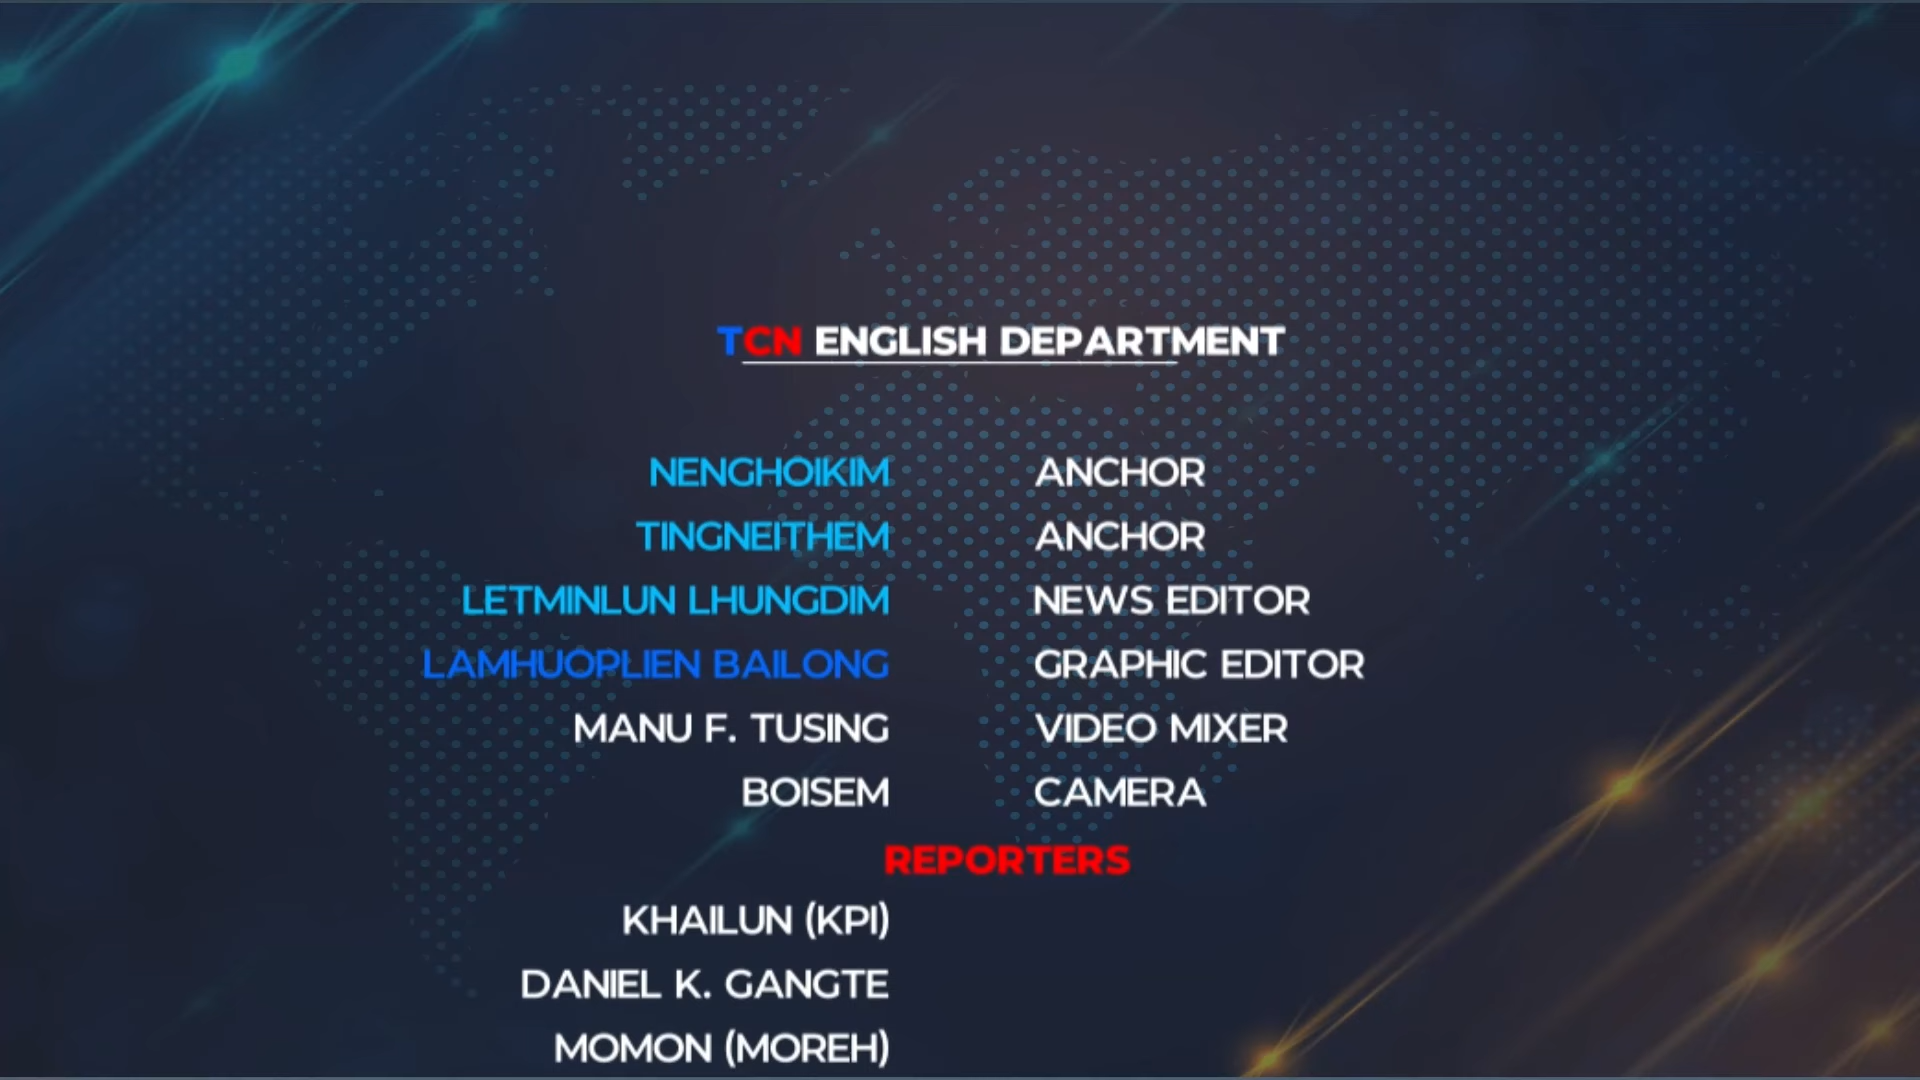 TCN ENGLISH DEPARTMENT
NENGHOIKIM ANCHOR
TINGNEITHEM ANCHOR
LETMINLUN LHUNGDIM NEWS EDITOR
LAMHUOPLIEN BAILONG GRAPHIC EDITOR
MANU F. TUSING VIDEO MIXER
BOISEM CAMERA
REPORTERS
KHAILUN (KPI)
DANIEL K. GANGTE
MOMON (MOREH)